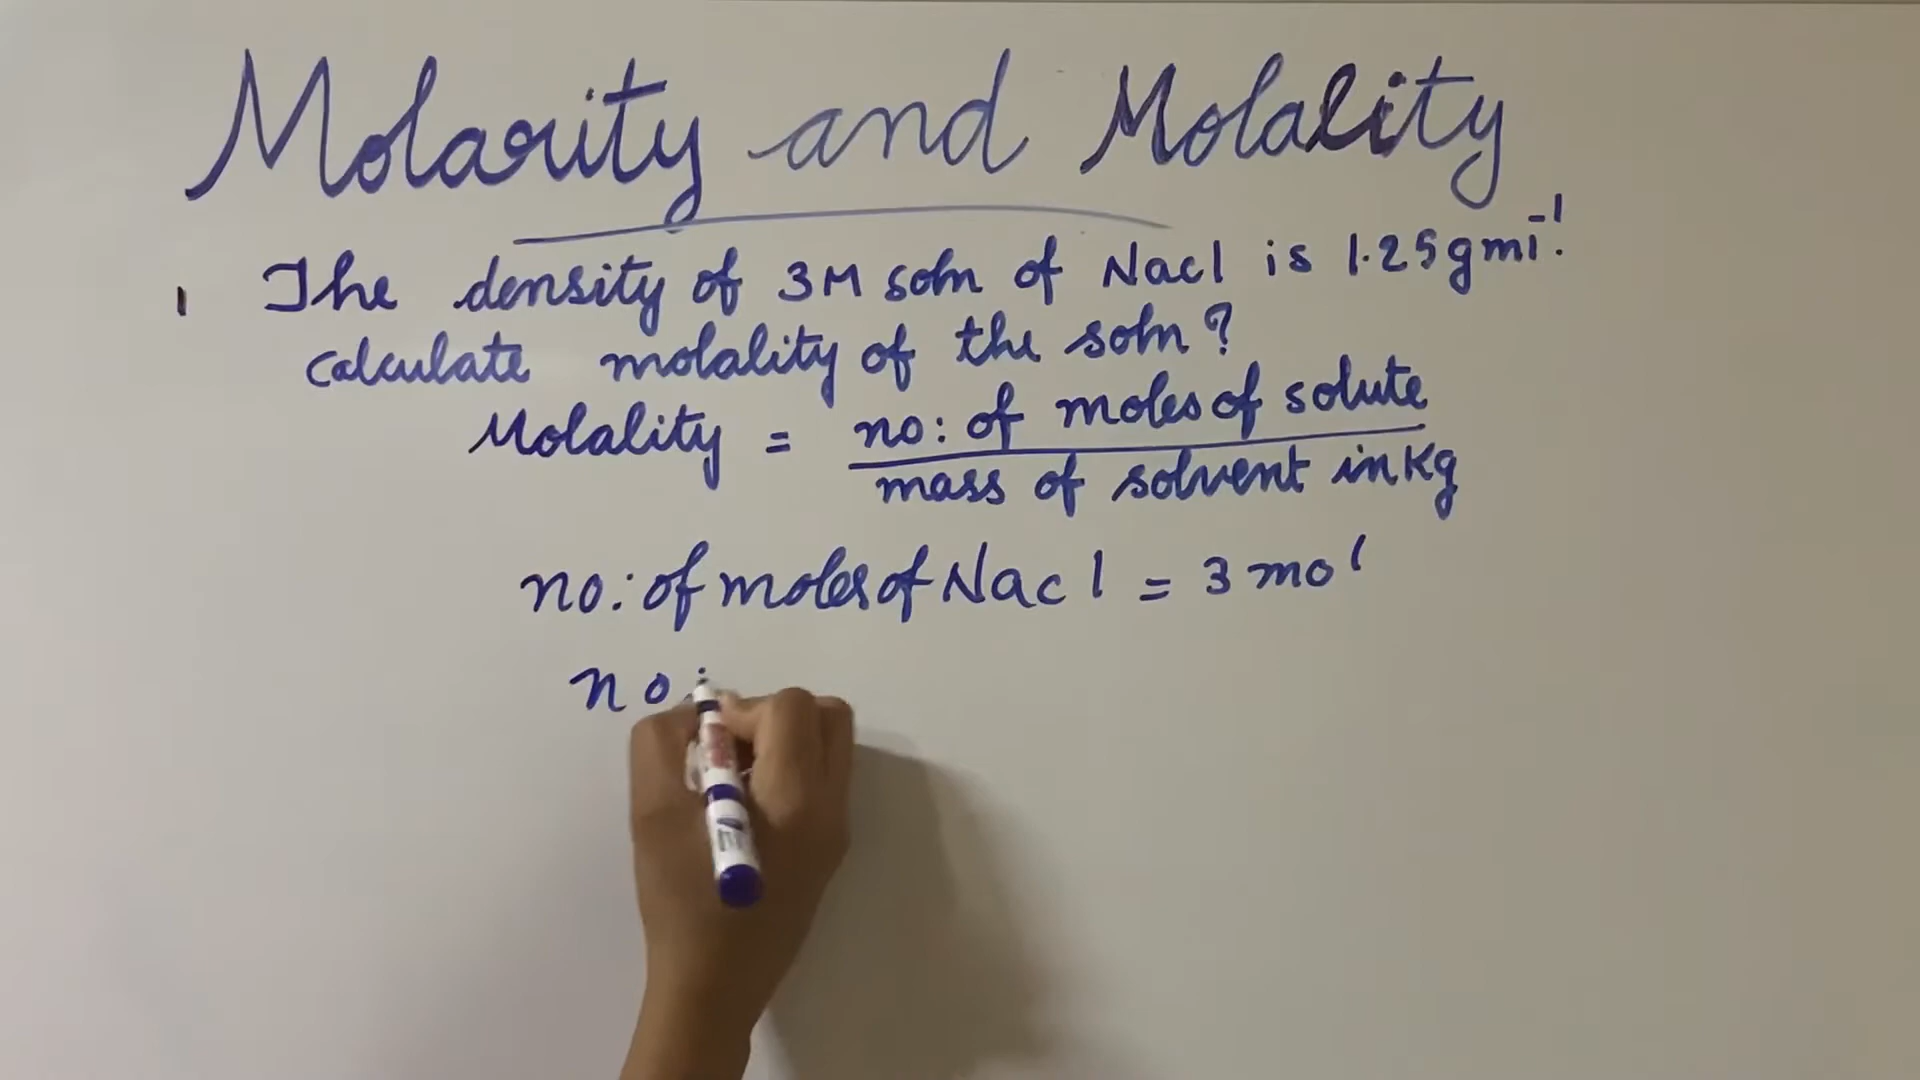 Molarity and Molality
1 The density of 3M soln of Nacl is 1.25gml⁻¹.
calculate molality of the soln?
Molality = no: of moles of solute
mass of solvent in Kg
no: of moles of Nacl = 3 mol
no: